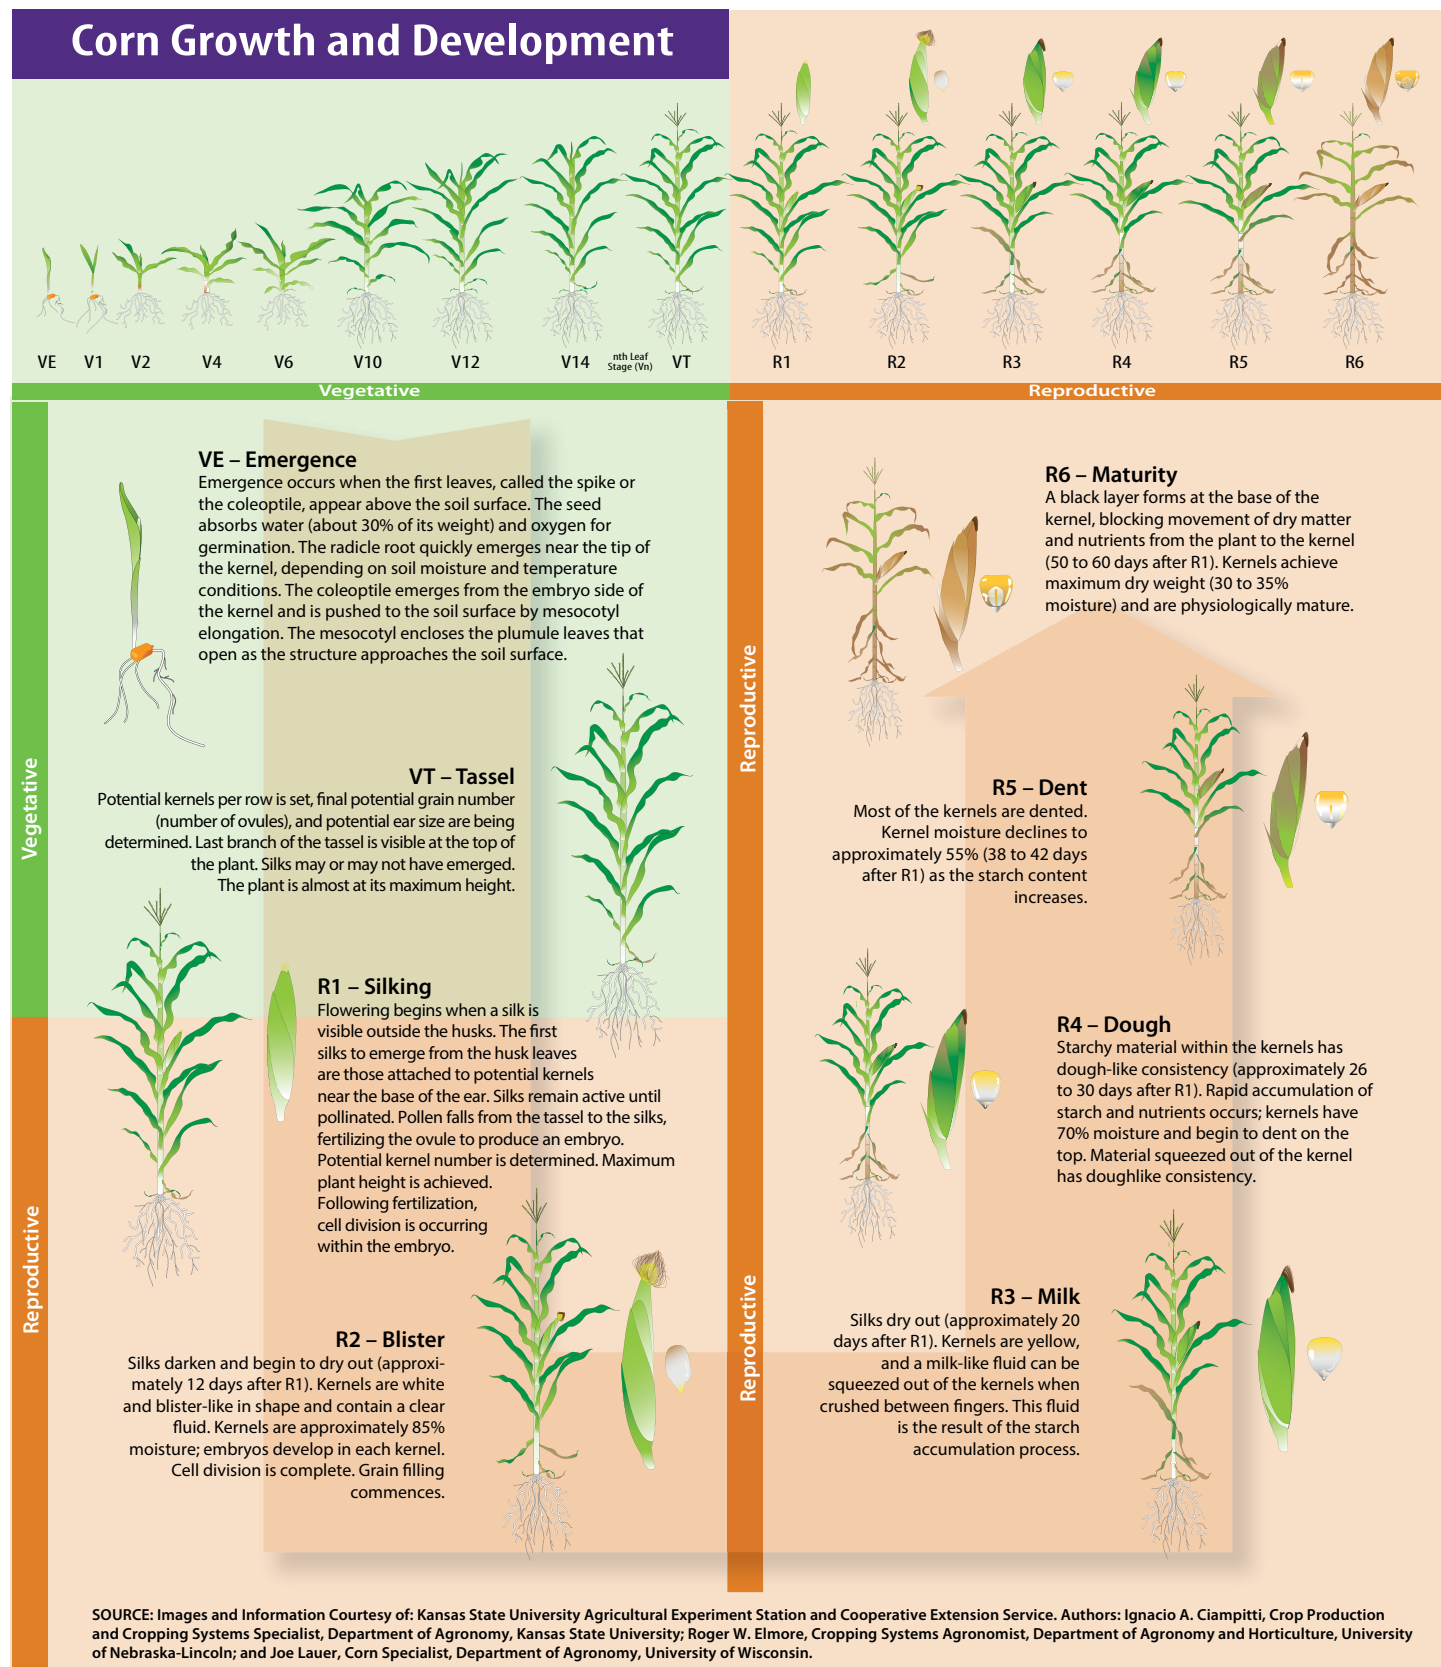 Corn Growth and Development
VE V1 V2 V4 V6 V10 V12 V14 nth Leaf Stage (Vn) VT R1 R2 R3 R4 R5 R6
Vegetative
Reproductive
Vegetative
Reproductive
VE – Emergence
Emergence occurs when the first leaves, called the spike or
the coleoptile, appear above the soil surface. The seed
absorbs water (about 30% of its weight) and oxygen for
germination. The radicle root quickly emerges near the tip of
the kernel, depending on soil moisture and temperature
conditions. The coleoptile emerges from the embryo side of
the kernel and is pushed to the soil surface by mesocotyl
elongation. The mesocotyl encloses the plumule leaves that
open as the structure approaches the soil surface.
VT – Tassel
Potential kernels per row is set, final potential grain number
(number of ovules), and potential ear size are being
determined. Last branch of the tassel is visible at the top of
the plant. Silks may or may not have emerged.
The plant is almost at its maximum height.
R1 – Silking
Flowering begins when a silk is
visible outside the husks. The first
silks to emerge from the husk leaves
are those attached to potential kernels
near the base of the ear. Silks remain active until
pollinated. Pollen falls from the tassel to the silks,
fertilizing the ovule to produce an embryo.
Potential kernel number is determined. Maximum
plant height is achieved.
Following fertilization,
cell division is occurring
within the embryo.
R2 – Blister
Silks darken and begin to dry out (approxi-
mately 12 days after R1). Kernels are white
and blister-like in shape and contain a clear
fluid. Kernels are approximately 85%
moisture; embryos develop in each kernel.
Cell division is complete. Grain filling
commences.
Reproductive
Reproductive
R6 – Maturity
A black layer forms at the base of the
kernel, blocking movement of dry matter
and nutrients from the plant to the kernel
(50 to 60 days after R1). Kernels achieve
maximum dry weight (30 to 35%
moisture) and are physiologically mature.
R5 – Dent
Most of the kernels are dented.
Kernel moisture declines to
approximately 55% (38 to 42 days
after R1) as the starch content
increases.
R4 – Dough
Starchy material within the kernels has
dough-like consistency (approximately 26
to 30 days after R1). Rapid accumulation of
starch and nutrients occurs; kernels have
70% moisture and begin to dent on the
top. Material squeezed out of the kernel
has doughlike consistency.
R3 – Milk
Silks dry out (approximately 20
days after R1). Kernels are yellow,
and a milk-like fluid can be
squeezed out of the kernels when
crushed between fingers. This fluid
is the result of the starch
accumulation process.
SOURCE: Images and Information Courtesy of: Kansas State University Agricultural Experiment Station and Cooperative Extension Service. Authors: Ignacio A. Ciampitti, Crop Production
and Cropping Systems Specialist, Department of Agronomy, Kansas State University; Roger W. Elmore, Cropping Systems Agronomist, Department of Agronomy and Horticulture, University
of Nebraska-Lincoln; and Joe Lauer, Corn Specialist, Department of Agronomy, University of Wisconsin.